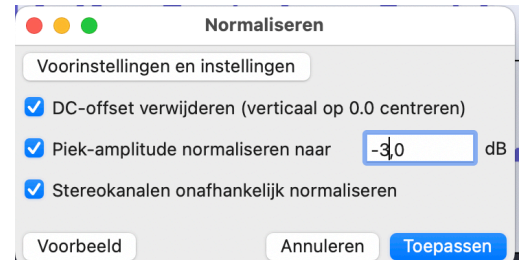 Normaliseren
Voorinstellingen en instellingen
DC-offset verwijderen (verticaal op 0.0 centreren)
Piek-amplitude normaliseren naar -3,0 dB
Stereokanalen onafhankelijk normaliseren
Voorbeeld Annuleren Toepassen